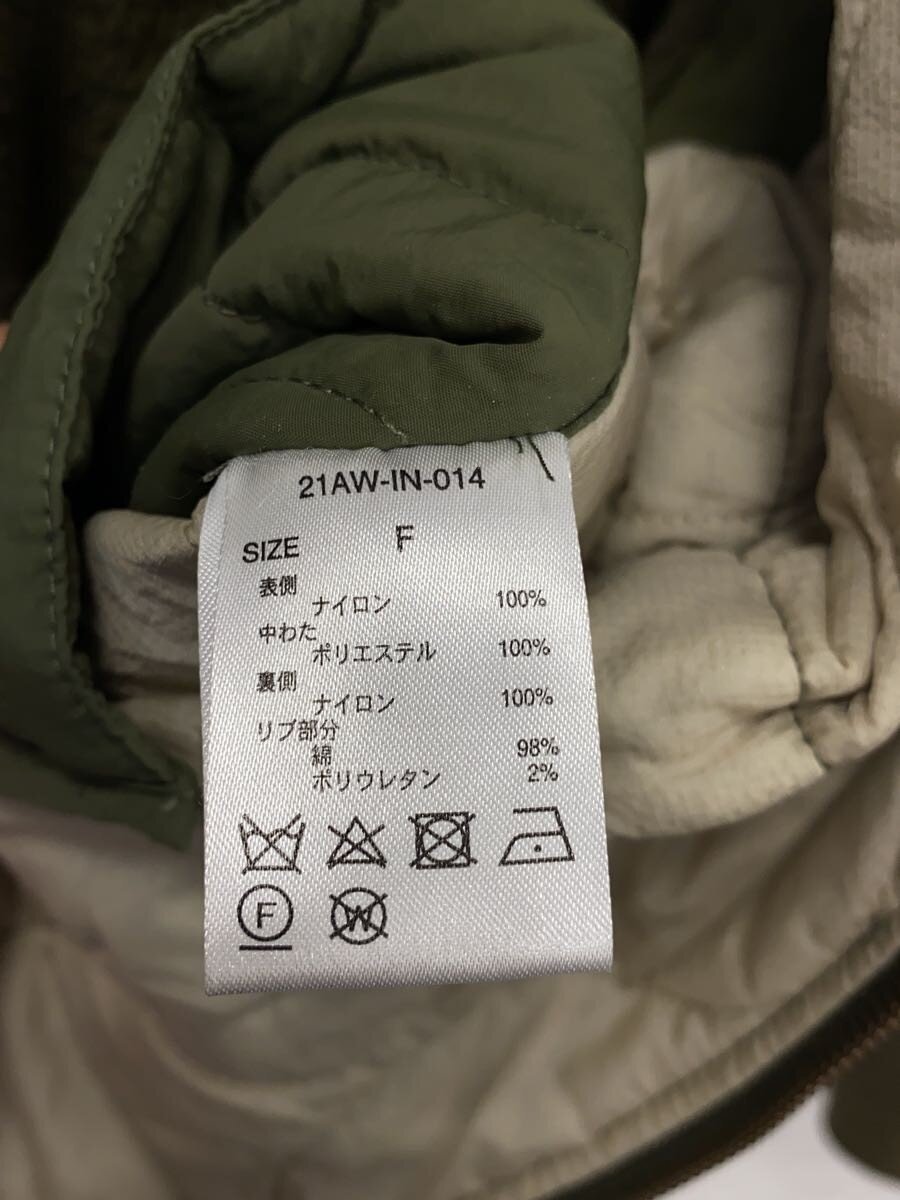 21AW-IN-014
SIZE F
表側
ナイロン 100%
中わた
ポリエステル 100%
裏側
ナイロン 100%
リブ部分
綿 98%
ポリウレタン 2%
F W